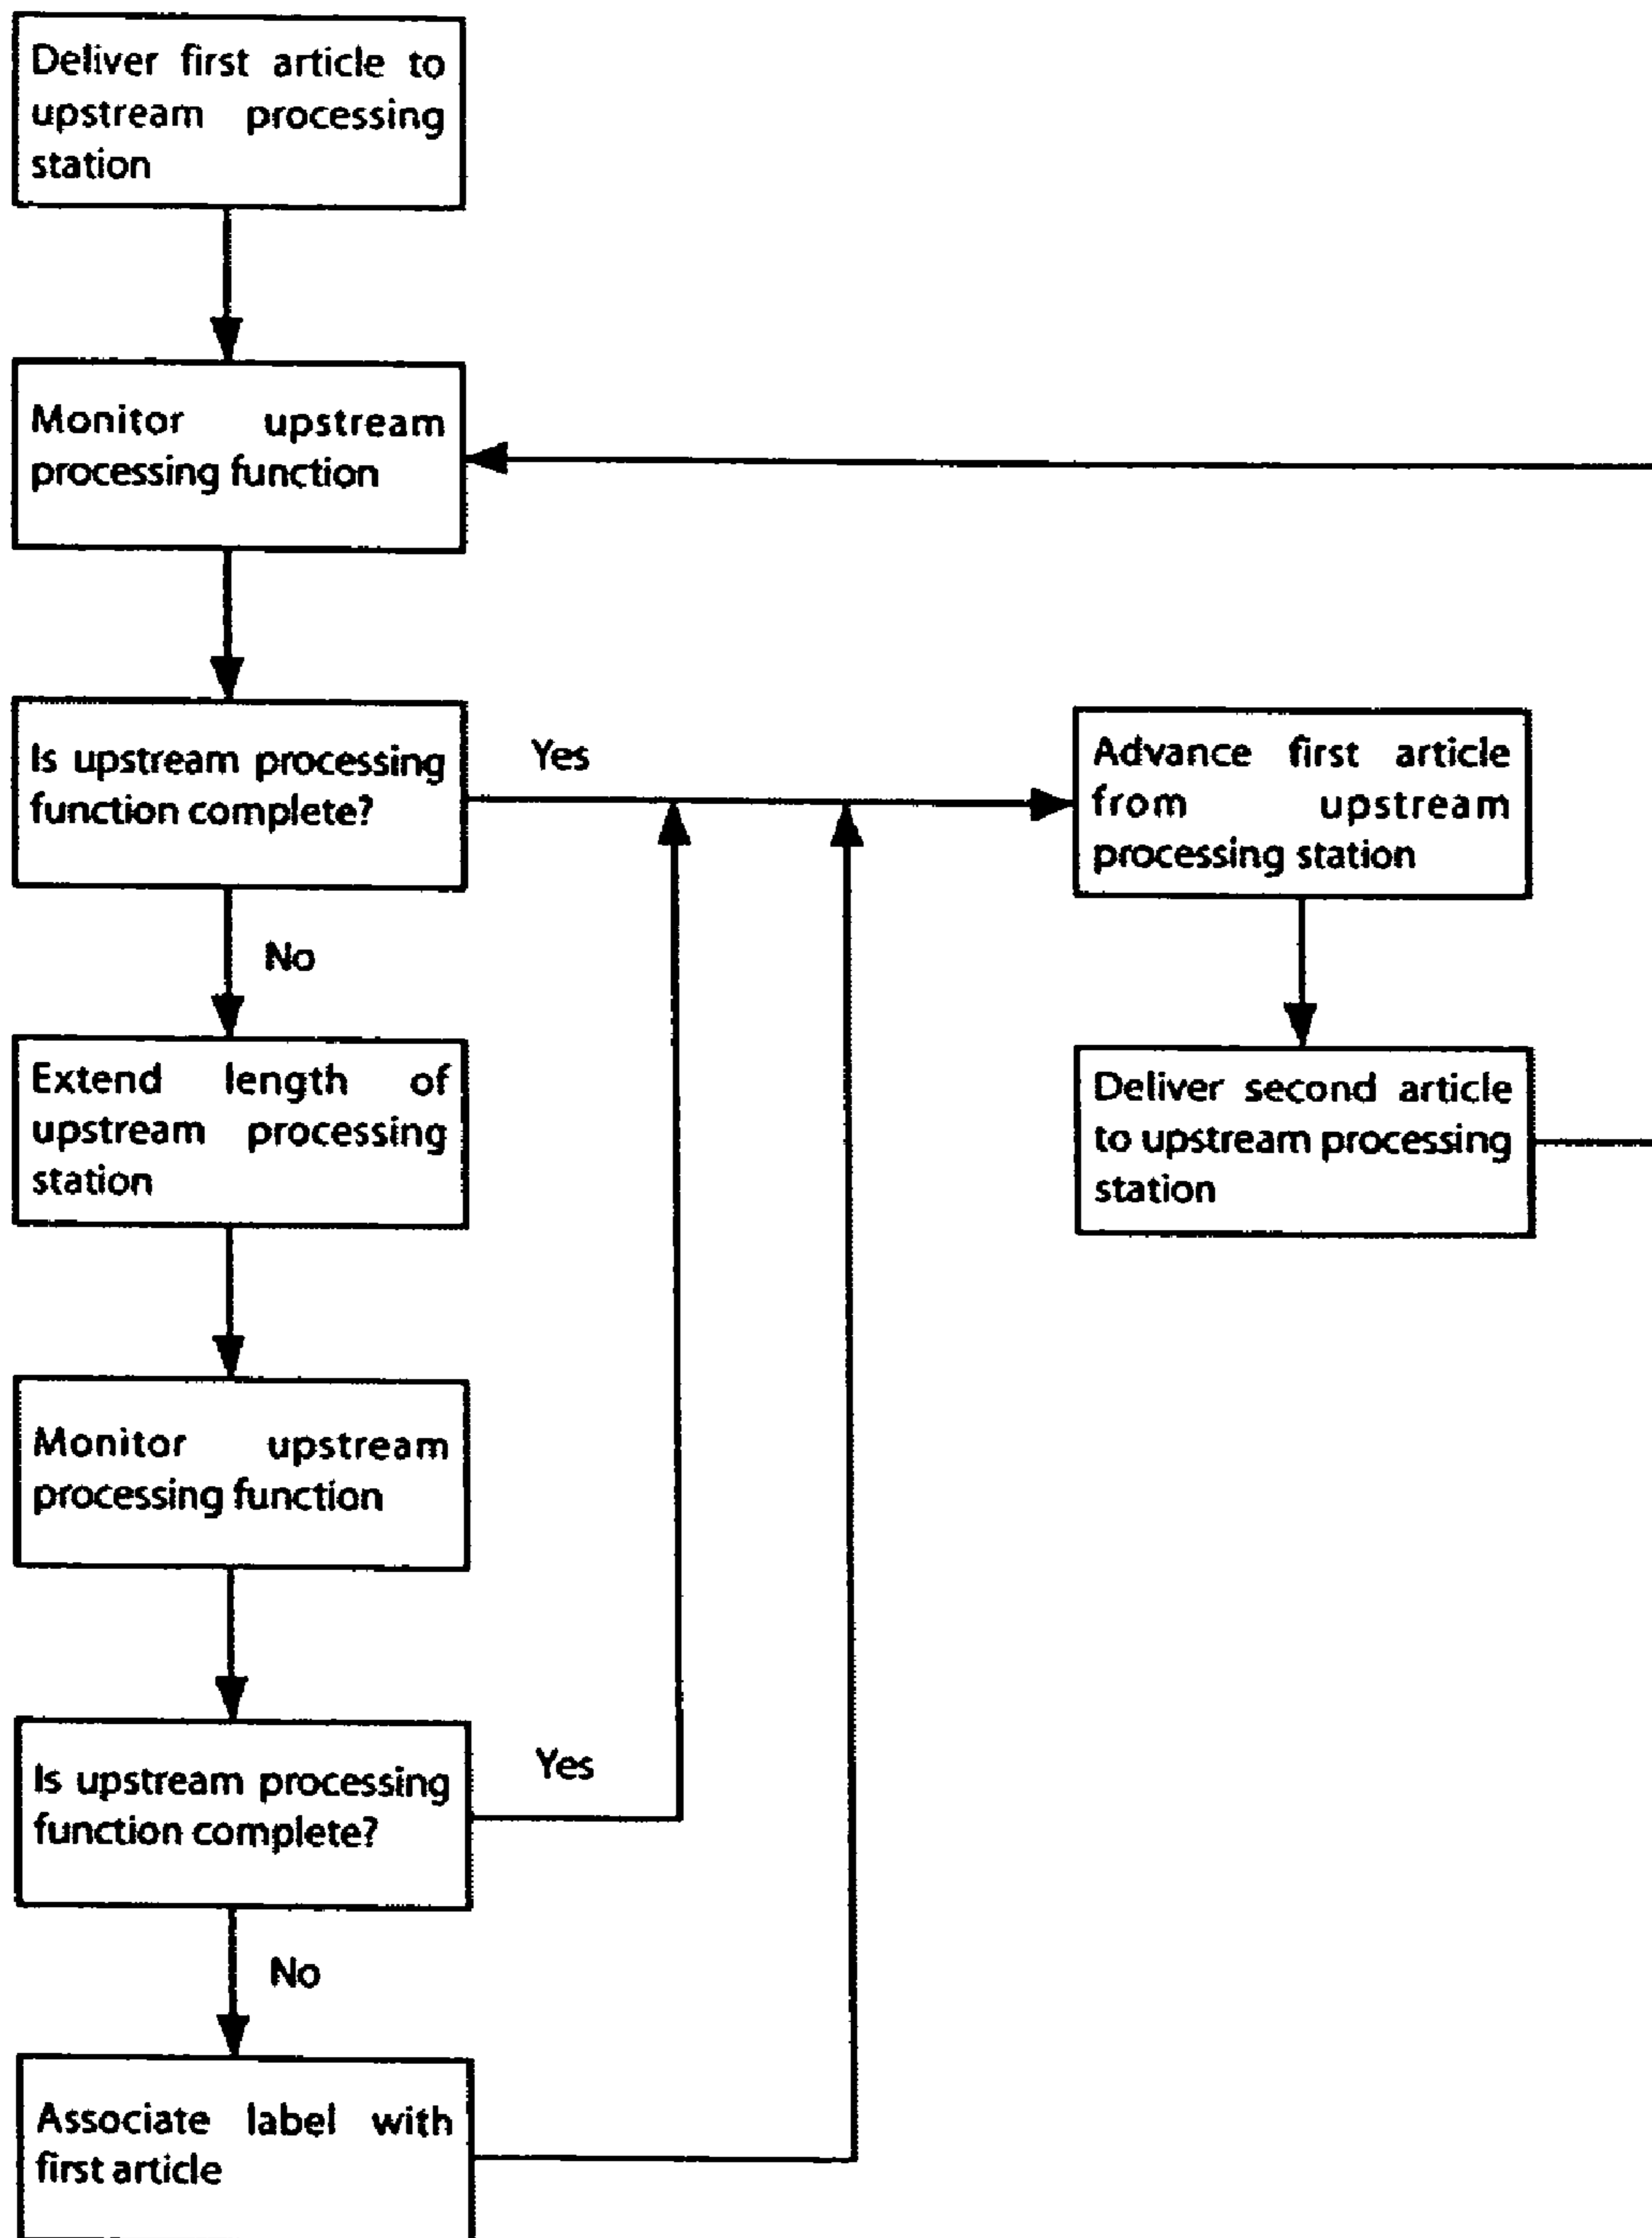 Deliver first article to
upstream processing
station
Monitor upstream
processing function
Is upstream processing
function complete?
Yes
Advance first article
from upstream
processing station
No
Extend length of
upstream processing
station
Deliver second article
to upstream processing
station
Monitor upstream
processing function
Is upstream processing
function complete?
Yes
No
Associate label with
first article